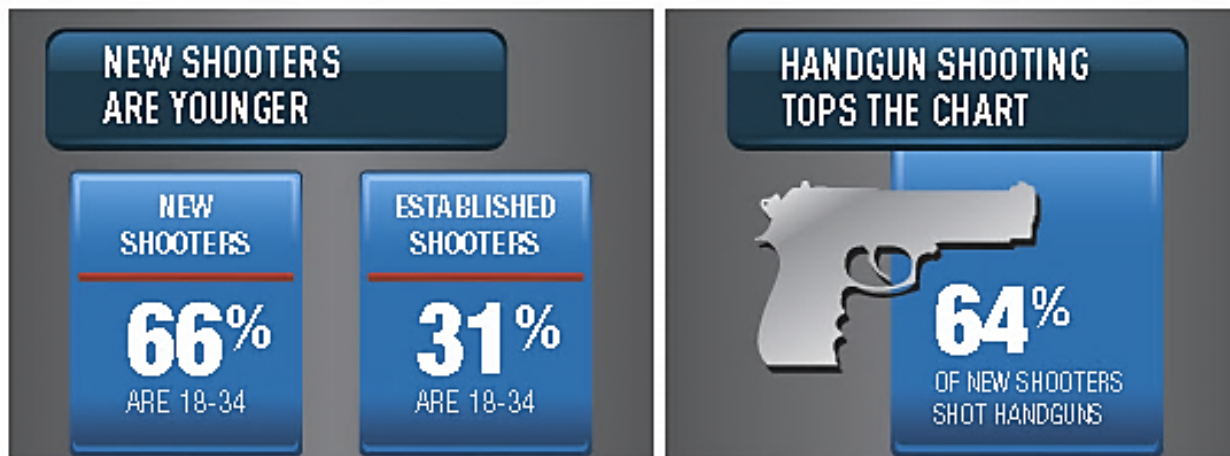 NEW SHOOTERS
ARE YOUNGER
NEW
SHOOTERS
66%
ARE 18-34
ESTABLISHED
SHOOTERS
31%
ARE 18-34
HANDGUN SHOOTING
TOPS THE CHART
64%
OF NEW SHOOTERS
SHOT HANDGUNS